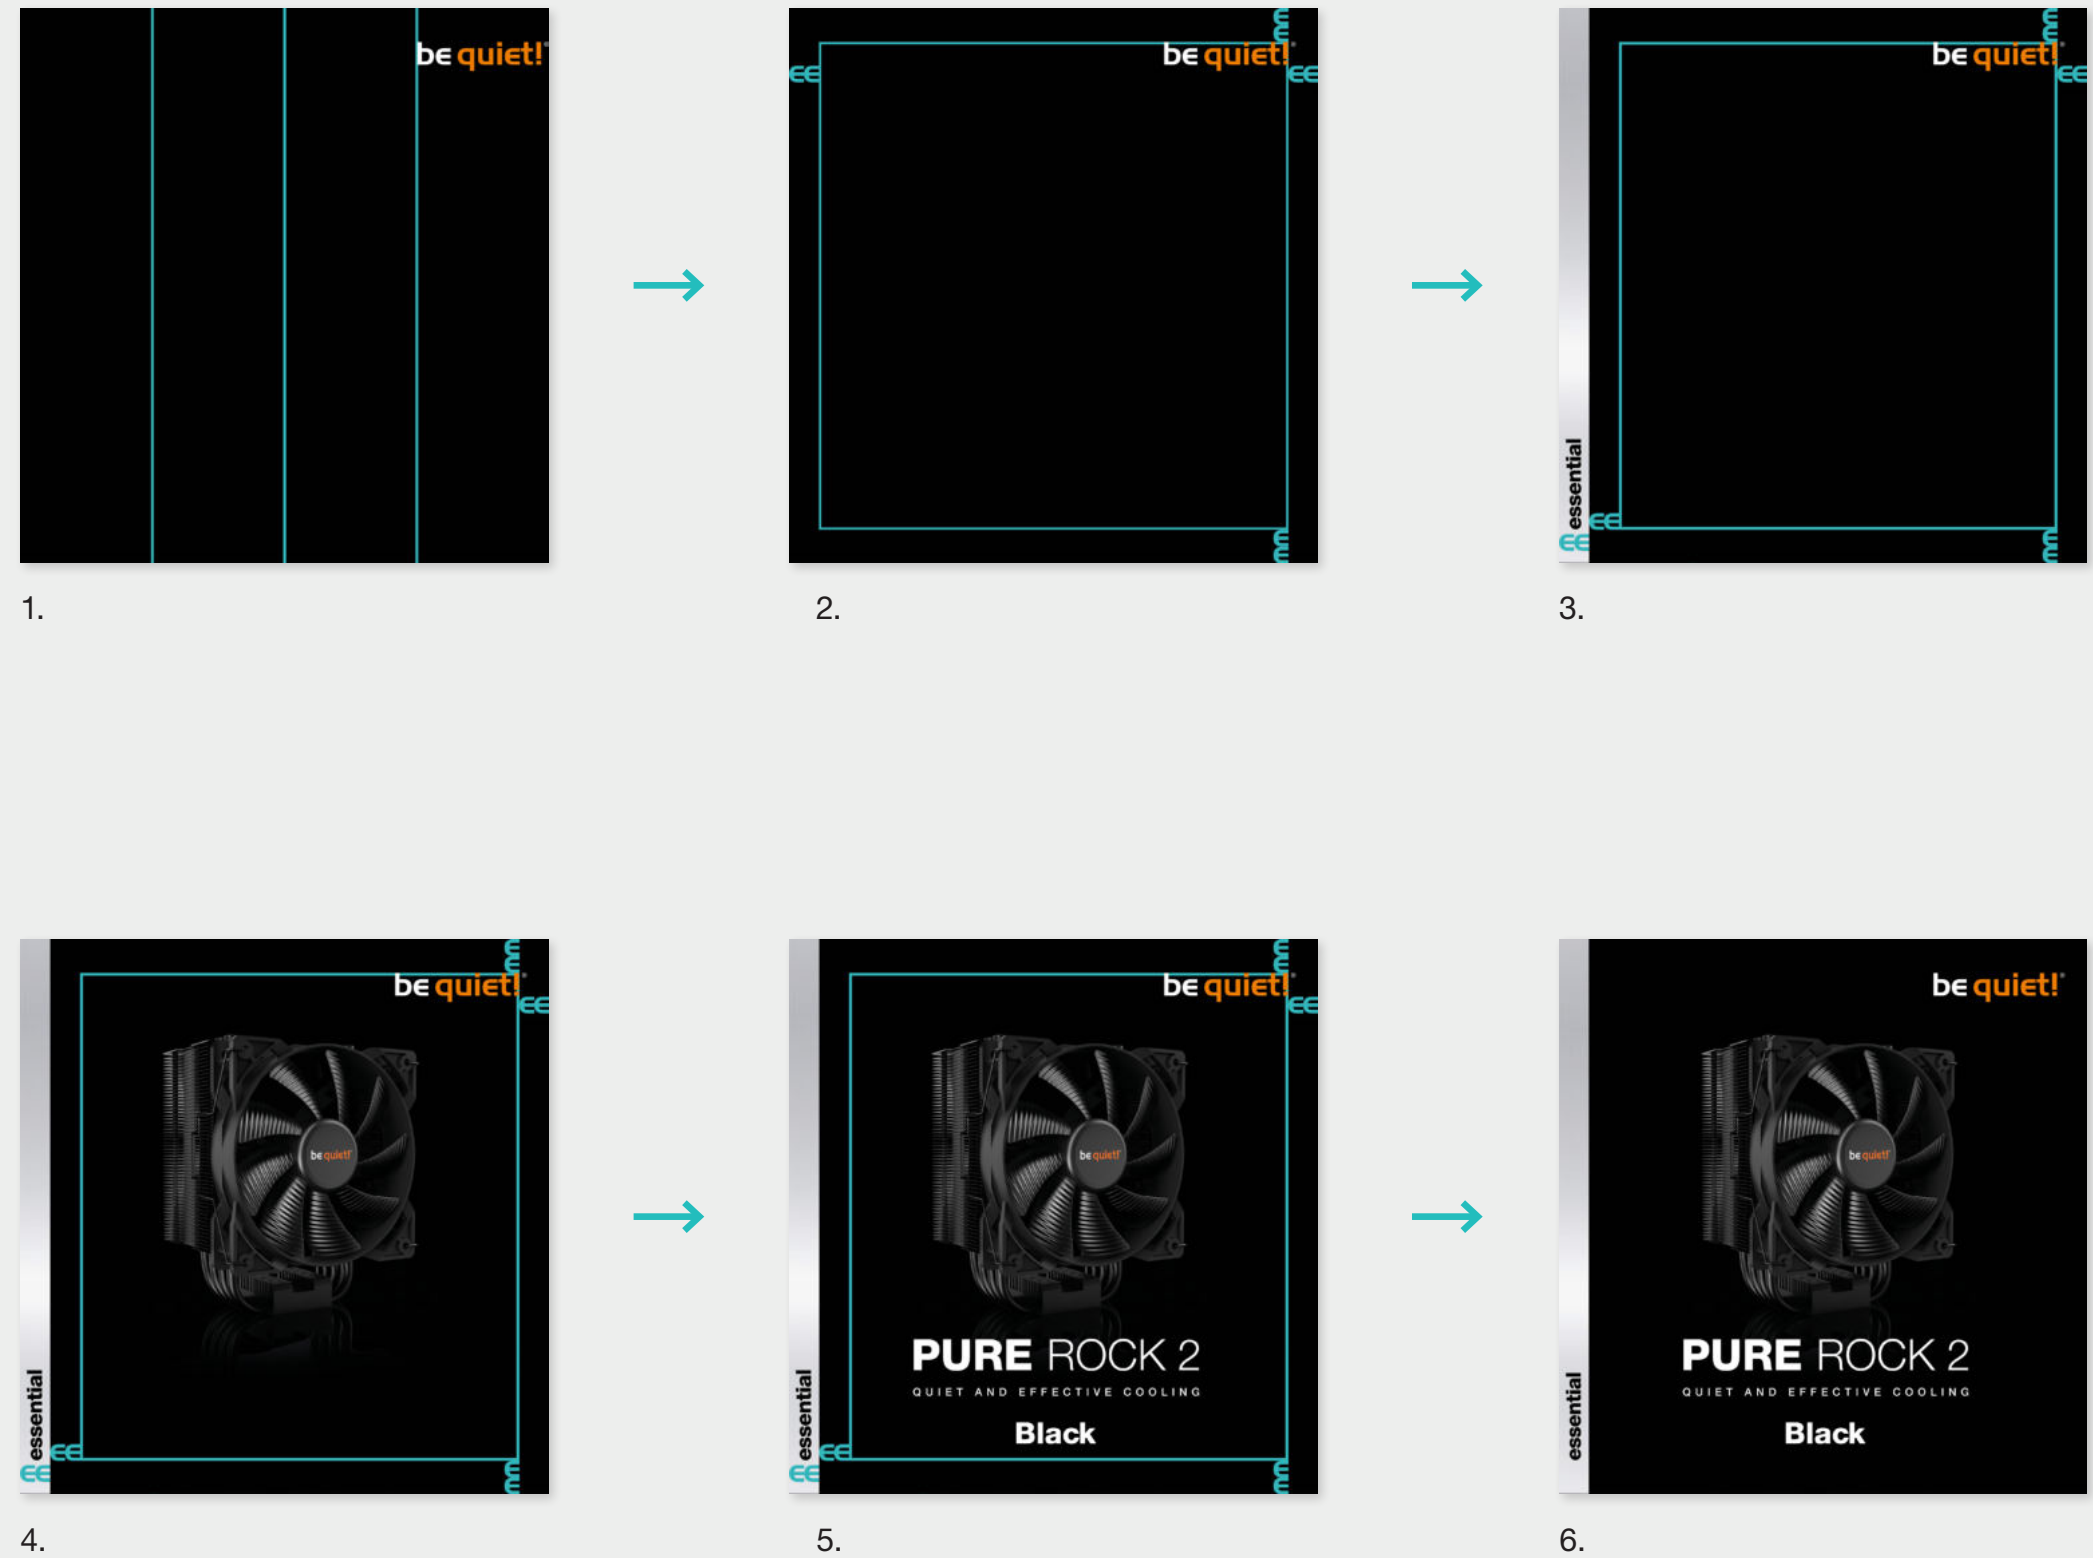 be quiet!
be quiet!
be quiet!
essential
1.
2.
3.
be quiet!
be quiet!
be quiet!
be quiet!
be quiet!
be quiet!
PURE ROCK 2
PURE ROCK 2
QUIET AND EFFECTIVE COOLING
QUIET AND EFFECTIVE COOLING
essential
essential
essential
Black
Black
4.
5.
6.